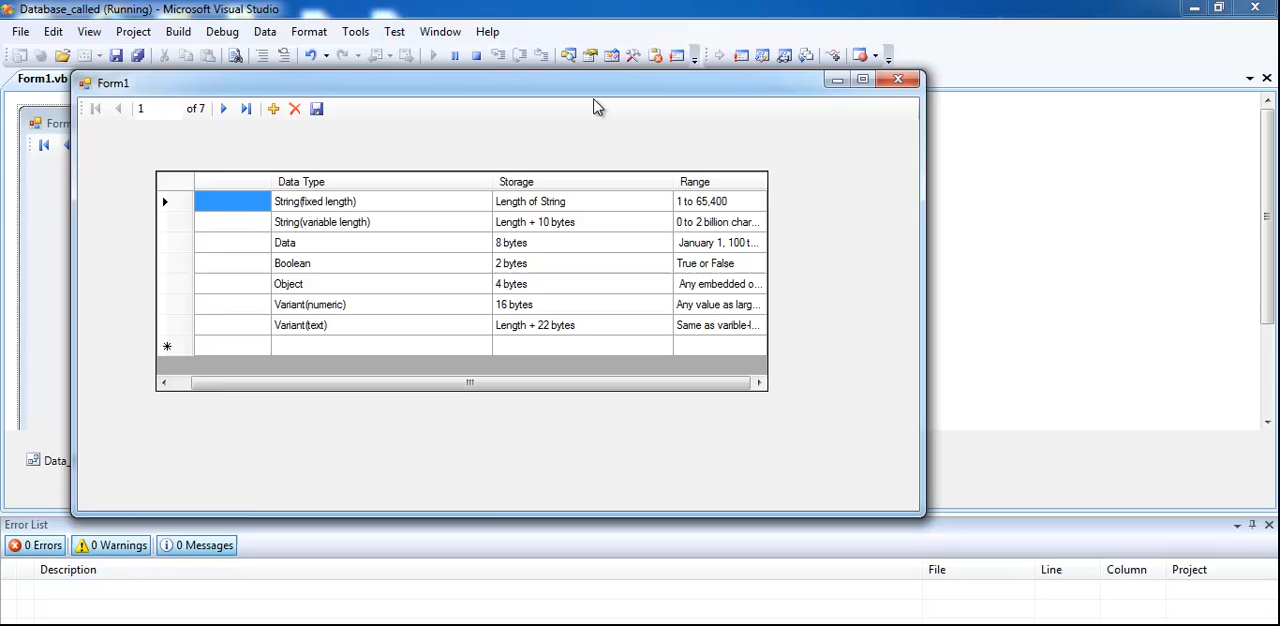 Database_called (Running) - Microsoft Visual Studio
File Edit View Project Build Debug Data Format Tools Test Window Help
Form1.vb
Form1
Form
1 of 7
Data Type Storage Range
String(fixed length) Length of String 1 to 65,400
String(variable length) Length + 10 bytes 0 to 2 billion char...
Data 8 bytes January 1, 100 t...
Boolean 2 bytes True or False
Object 4 bytes Any embedded o...
Variant(numeric) 16 bytes Any value as larg...
Variant(text) Length + 22 bytes Same as varible-l...
Data_
Error List
0 Errors 0 Warnings 0 Messages
Description File Line Column Project